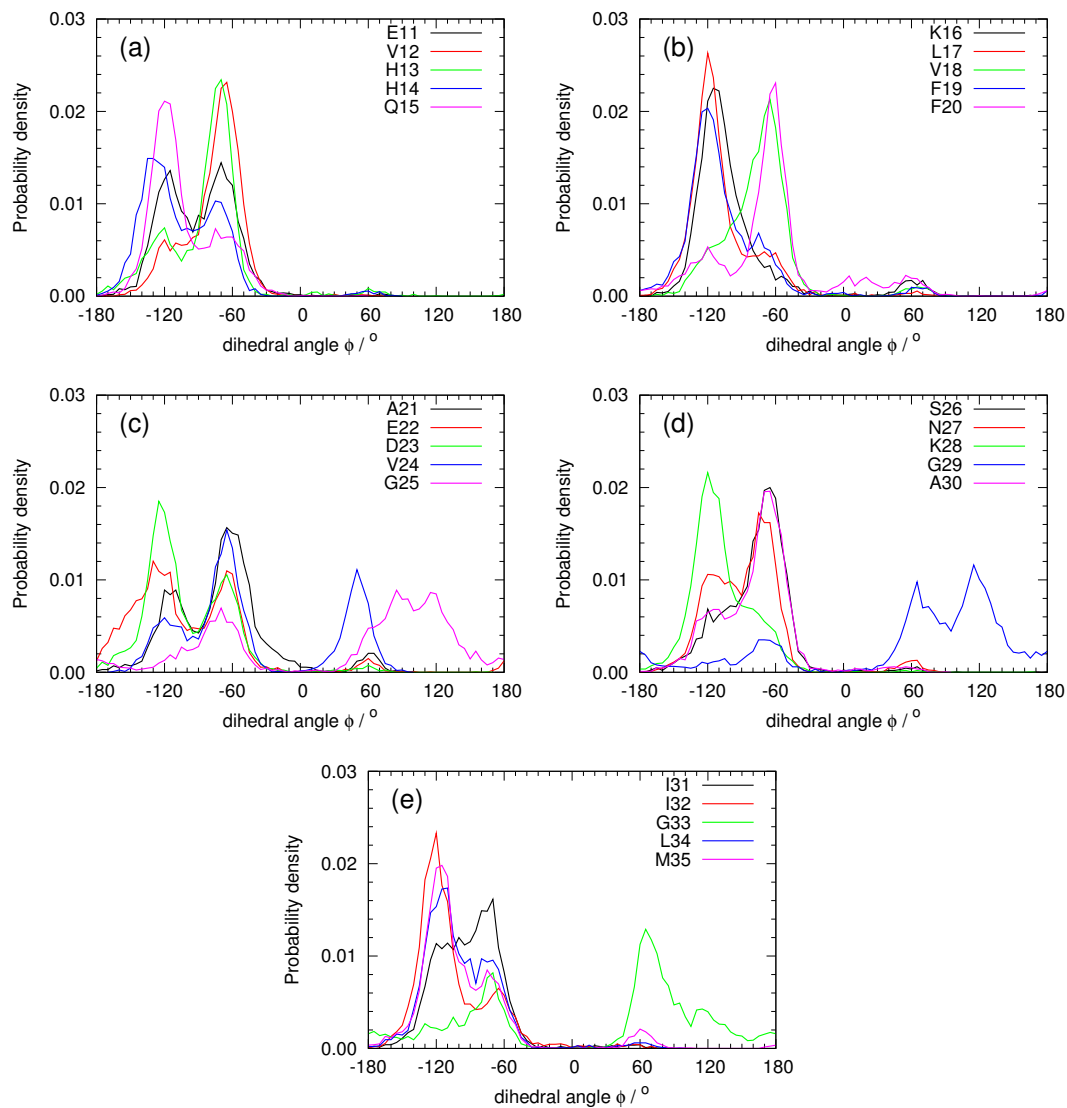 (a)
E11
V12
H13
H14
Q15
Probability density
0.03
0.02
0.01
0.00
-180 -120 -60 0 60 120 180
dihedral angle ϕ / o
(b)
K16
L17
V18
F19
F20
Probability density
0.03
0.02
0.01
0.00
-180 -120 -60 0 60 120 180
dihedral angle ϕ / o
(c)
A21
E22
D23
V24
G25
Probability density
0.03
0.02
0.01
0.00
-180 -120 -60 0 60 120 180
dihedral angle ϕ / o
(d)
S26
N27
K28
G29
A30
Probability density
0.03
0.02
0.01
0.00
-180 -120 -60 0 60 120 180
dihedral angle ϕ / o
(e)
I31
I32
G33
L34
M35
Probability density
0.03
0.02
0.01
0.00
-180 -120 -60 0 60 120 180
dihedral angle ϕ / o